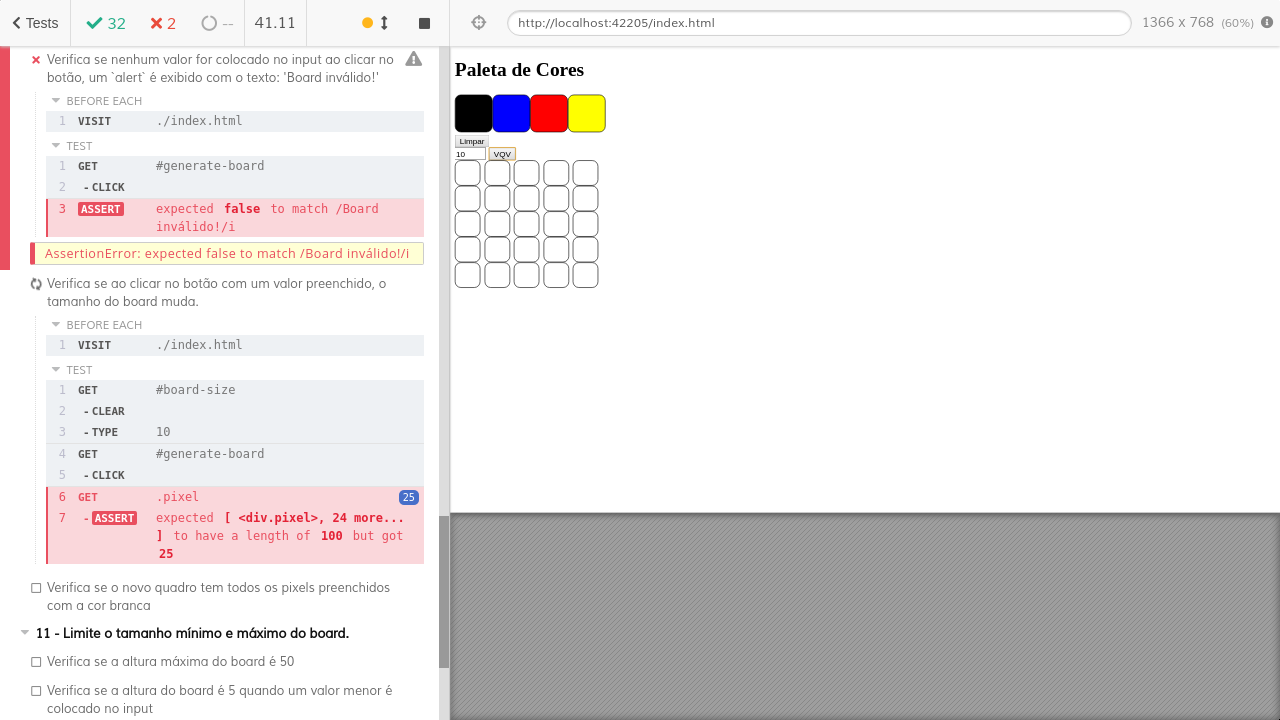 Tests
32
2
--
41.11
http://localhost:42205/index.html
1366 x 768 (60%)
Verifica se nenhum valor for colocado no input ao clicar no
botão, um `alert` é exibido com o texto: 'Board inválido!'
BEFORE EACH
1 VISIT ./index.html
TEST
1 GET #generate-board
2 -CLICK
3 ASSERT expected false to match /Board
inválido!/i
AssertionError: expected false to match /Board inválido!/i
Verifica se ao clicar no botão com um valor preenchido, o
tamanho do board muda.
BEFORE EACH
1 VISIT ./index.html
TEST
1 GET #board-size
2 -CLEAR
3 -TYPE 10
4 GET #generate-board
5 -CLICK
6 GET .pixel 25
7 -ASSERT expected [ <div.pixel>, 24 more...
] to have a length of 100 but got
25
Verifica se o novo quadro tem todos os pixels preenchidos
com a cor branca
11 - Limite o tamanho mínimo e máximo do board.
Verifica se a altura máxima do board é 50
Verifica se a altura do board é 5 quando um valor menor é
colocado no input
Paleta de Cores
Limpar
10 VQV